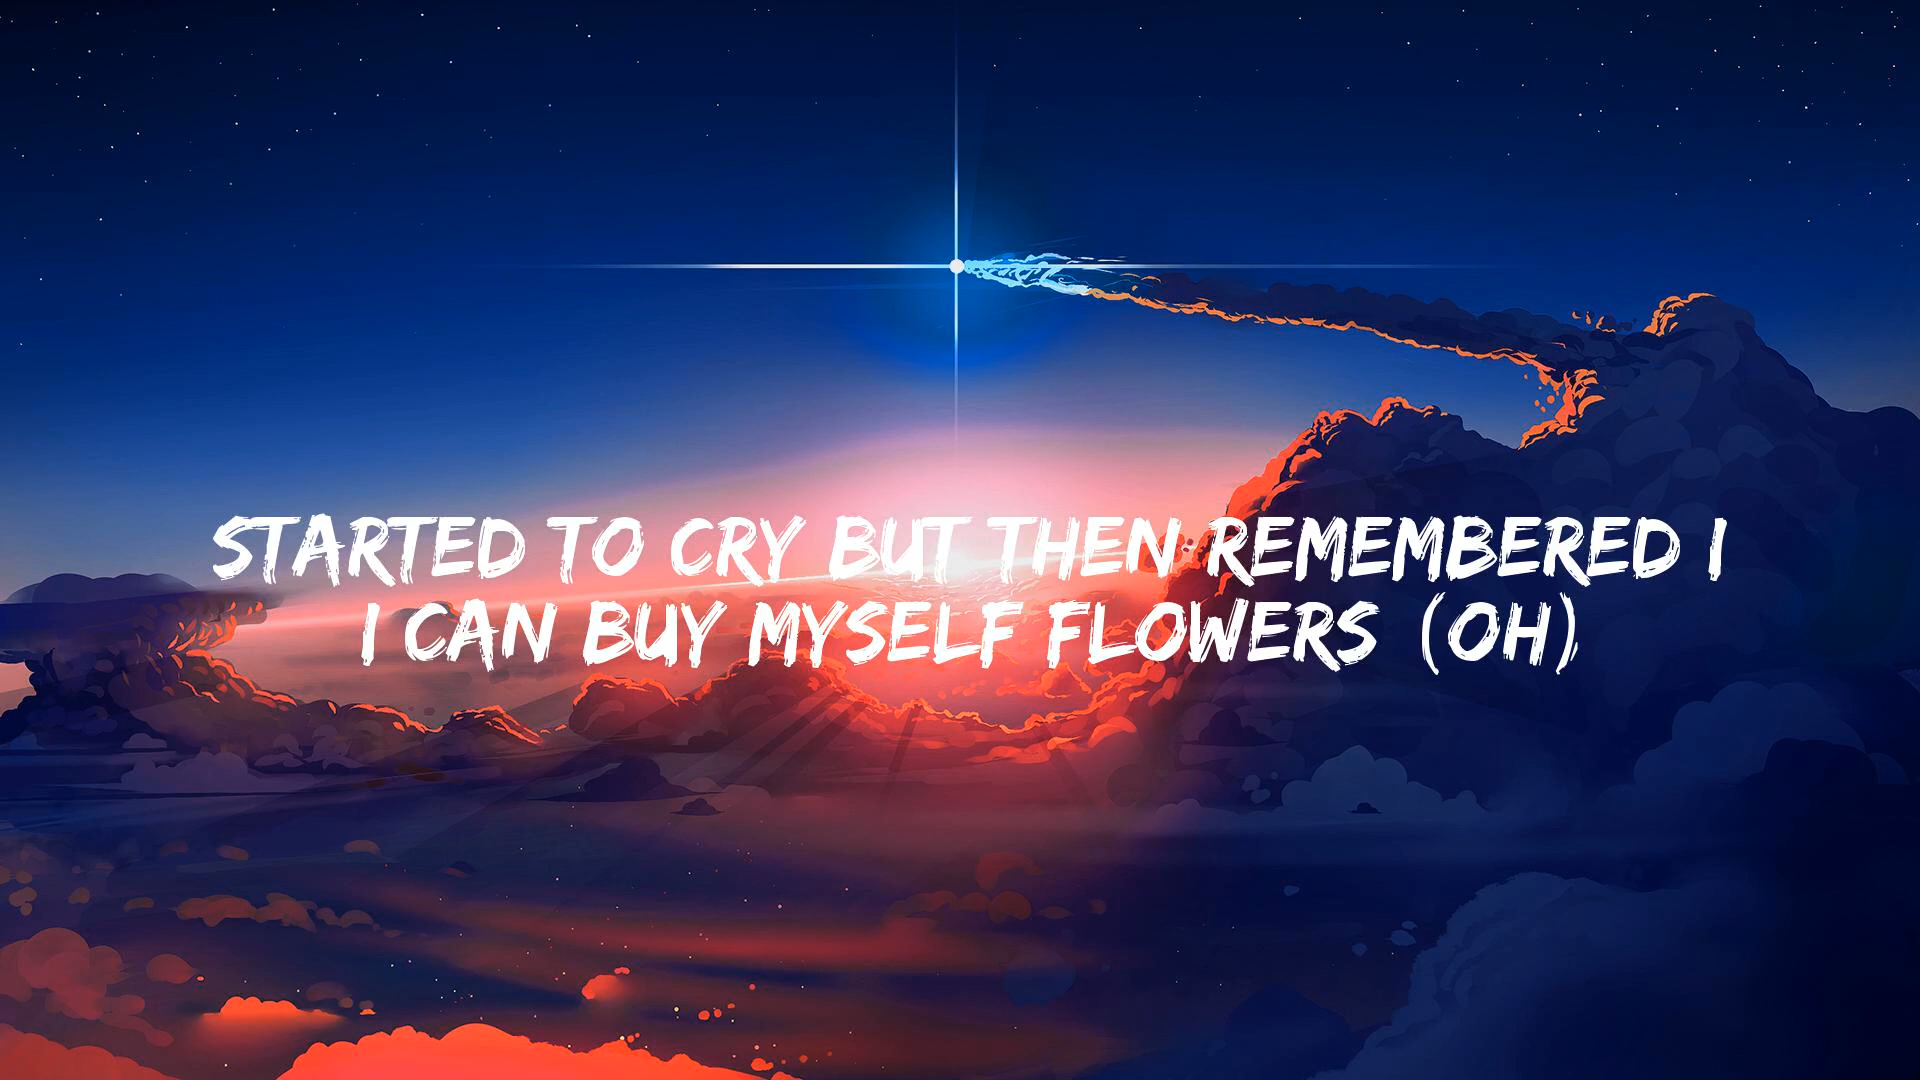 STARTED TO CRY BUT THEN REMEMBERED I
I CAN BUY MYSELF FLOWERS (OH)